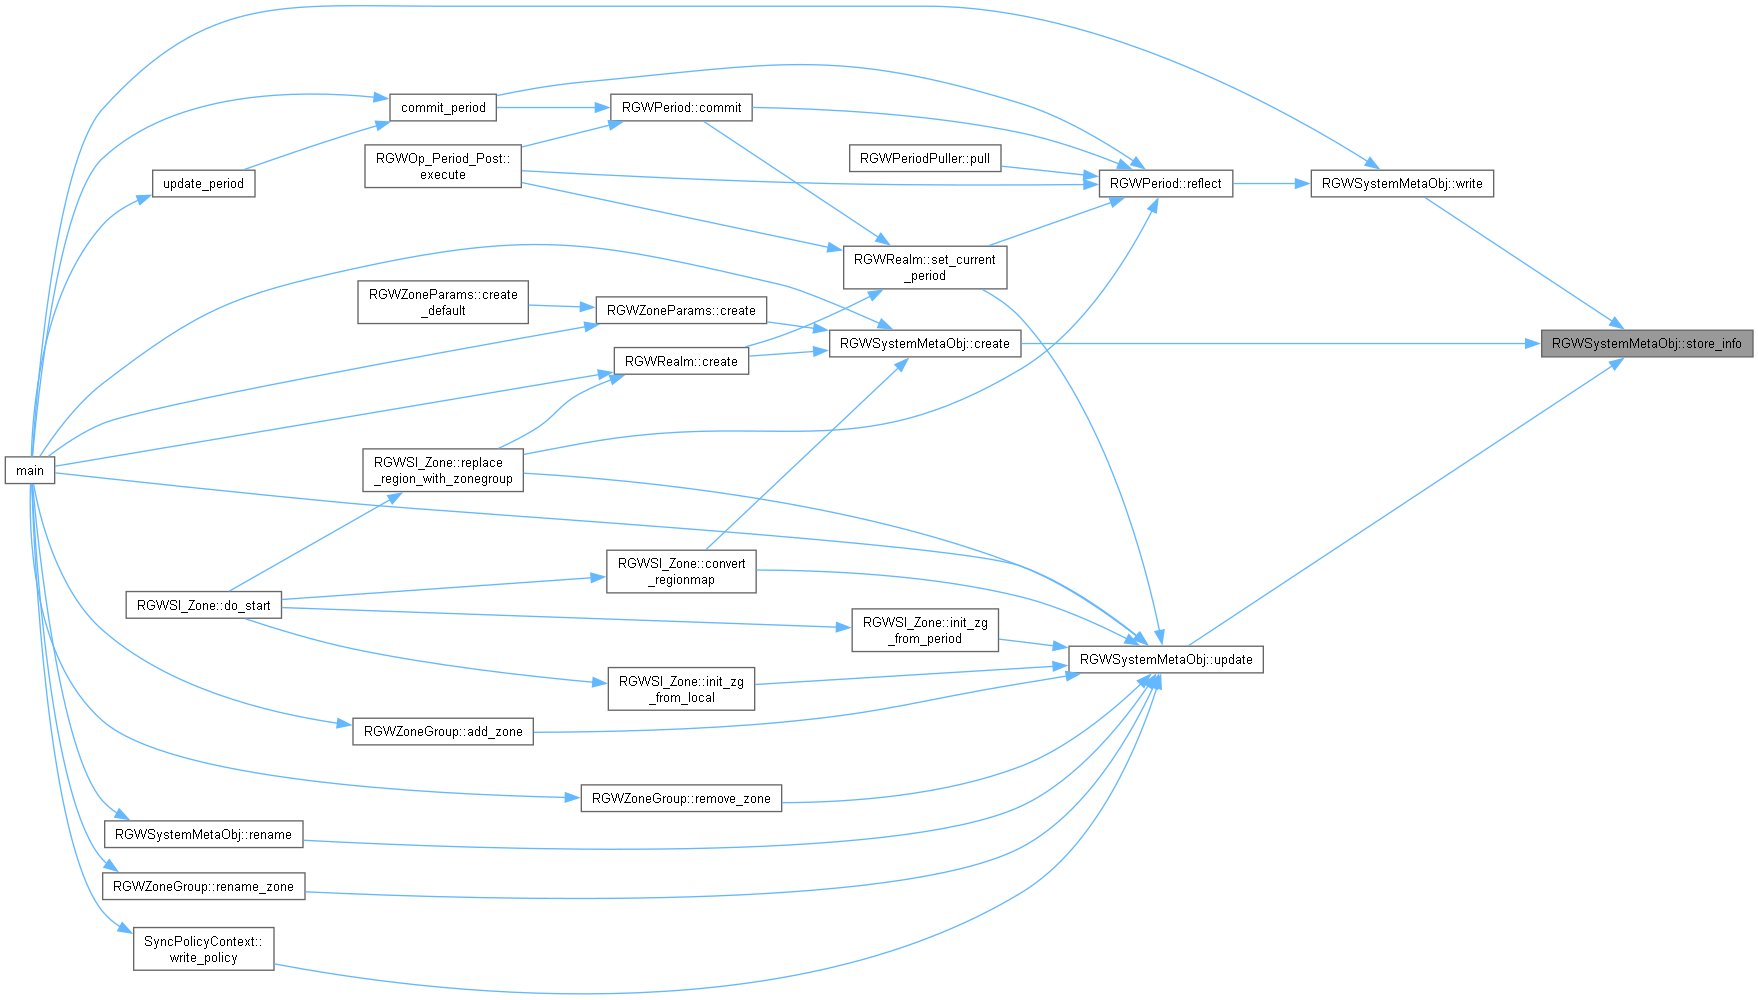 commit_period
RGWPeriod::commit
RGWOp_Period_Post::
execute
RGWPeriodPuller::pull
update_period
RGWPeriod::reflect
RGWSystemMetaObj::write
RGWRealm::set_current
_period
RGWZoneParams::create
_default
RGWZoneParams::create
RGWSystemMetaObj::create
RGWSystemMetaObj::store_info
RGWRealm::create
main
RGWSI_Zone::replace
_region_with_zonegroup
RGWSI_Zone::convert
_regionmap
RGWSI_Zone::do_start
RGWSI_Zone::init_zg
_from_period
RGWSystemMetaObj::update
RGWSI_Zone::init_zg
_from_local
RGWZoneGroup::add_zone
RGWZoneGroup::remove_zone
RGWSystemMetaObj::rename
RGWZoneGroup::rename_zone
SyncPolicyContext::
write_policy